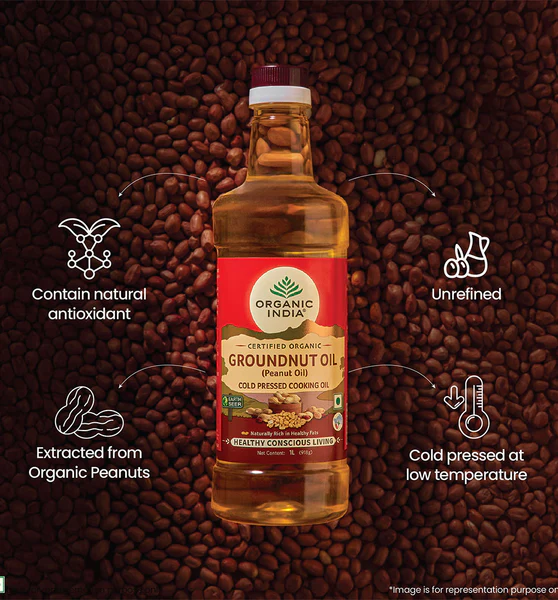 Contain natural
antioxidant
Unrefined
Extracted from
Organic Peanuts
Cold pressed at
low temperature
ORGANIC
INDIA®
CERTIFIED ORGANIC
GROUNDNUT OIL
(Peanut Oil)
COLD PRESSED COOKING OIL
EARTH
SEER
Naturally Rich in Healthy Fats
HEALTHY CONSCIOUS LIVING
Net Content: 1L (910g)
*Image is for representation purpose on